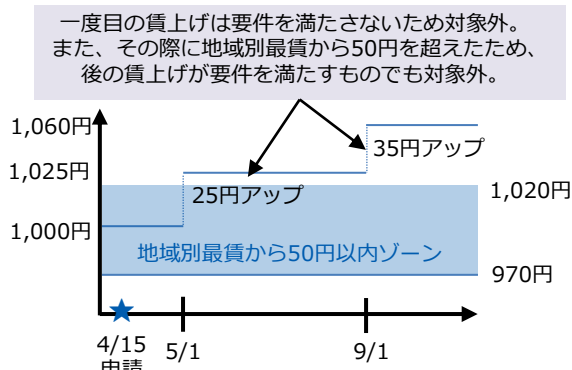 一度目の賃上げは要件を満たさないため対象外。
また、その際に地域別最賃から50円を超えたため、
後の賃上げが要件を満たすものでも対象外。
1,060円
35円アップ
1,025円
25円アップ
1,020円
1,000円
地域別最賃から50円以内ゾーン
970円
4/15
申請
5/1
9/1